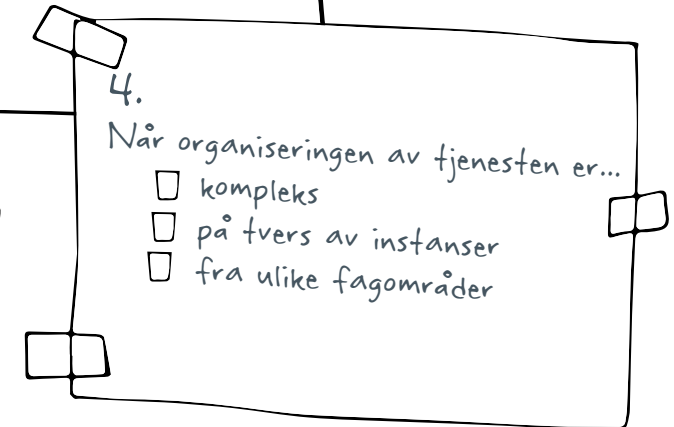 4.
Når organiseringen av tjenesten er...
kompleks
på tvers av instanser
fra ulike fagområder